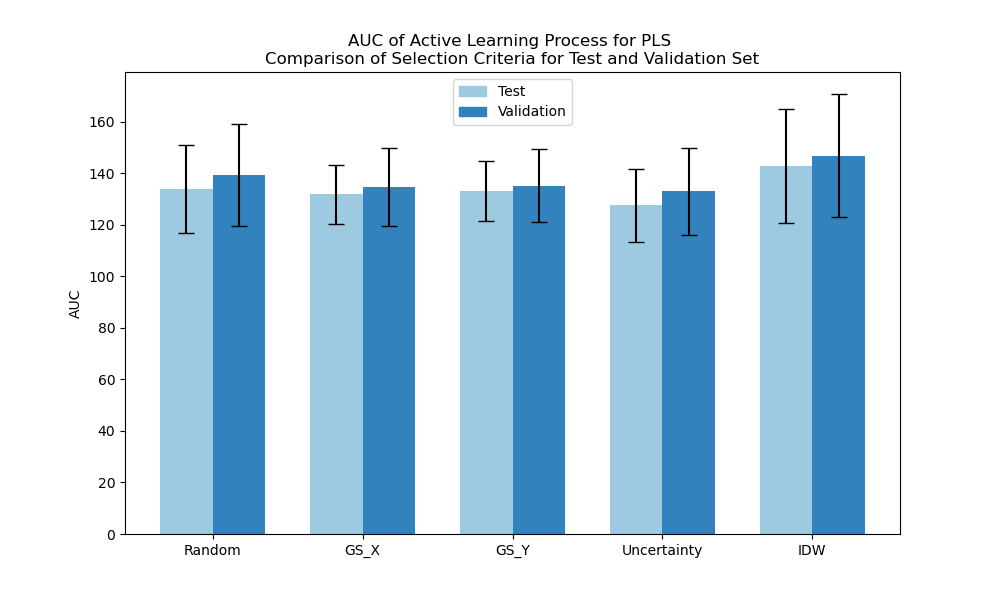 AUC of Active Learning Process for PLS
Comparison of Selection Criteria for Test and Validation Set
Test
Validation
AUC
160
140
120
100
80
60
40
20
0
Random
GS_X
GS_Y
Uncertainty
IDW